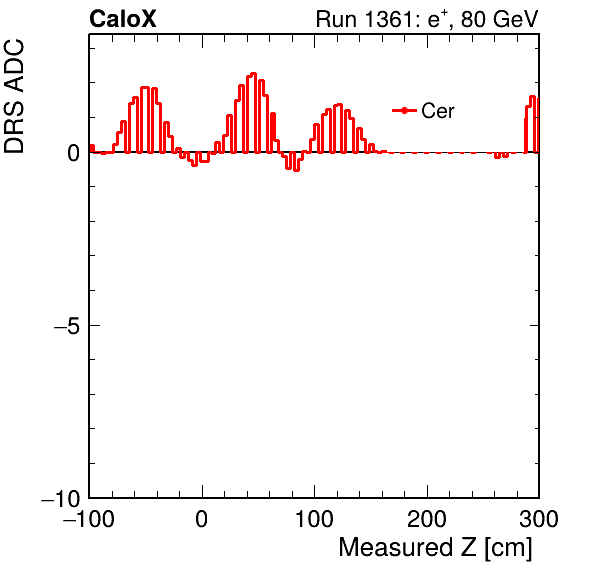 CaloX Run 1361: e⁺, 80 GeV
DRS ADC
Cer
0
−5
−10
−100 0 100 200 300
Measured Z [cm]